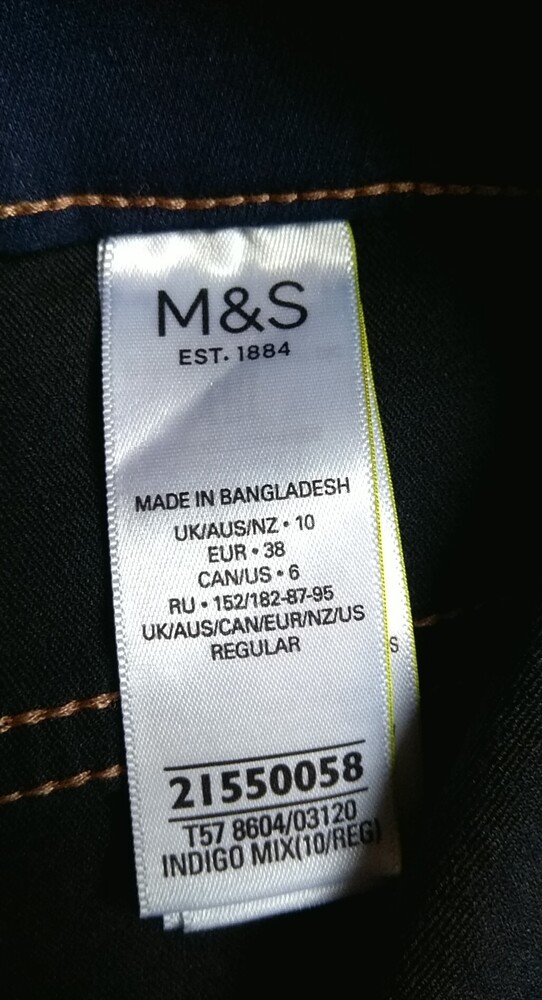 M&S
EST. 1884
MADE IN BANGLADESH
UK/AUS/NZ • 10
EUR • 38
CAN/US • 6
RU • 152/182-87-95
UK/AUS/CAN/EUR/NZ/US
REGULAR
S
21550058
T57 8604/03120
INDIGO MIX(10/REG)